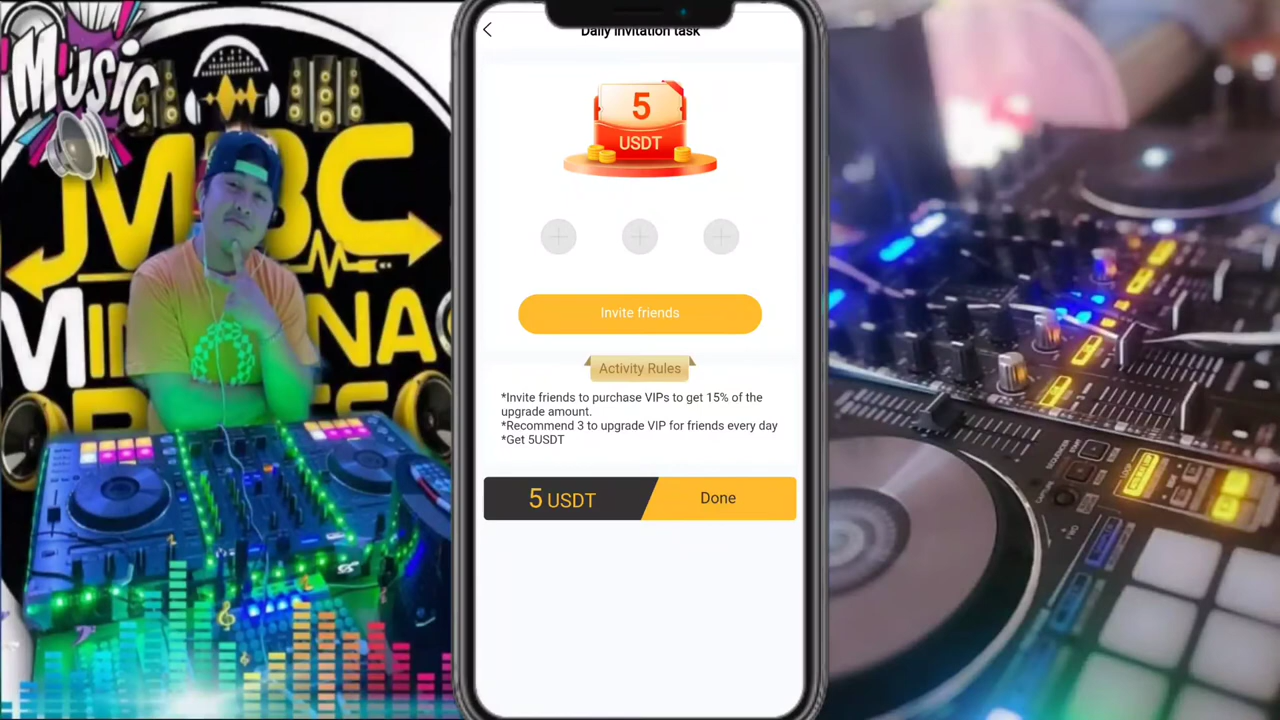 MUSIC
MBC
Daily invitation task
5
USDT
Invite friends
Activity Rules
*Invite friends to purchase VIPs to get 15% of the
upgrade amount.
*Recommend 3 to upgrade VIP for friends every day
*Get 5USDT
5 USDT
Done